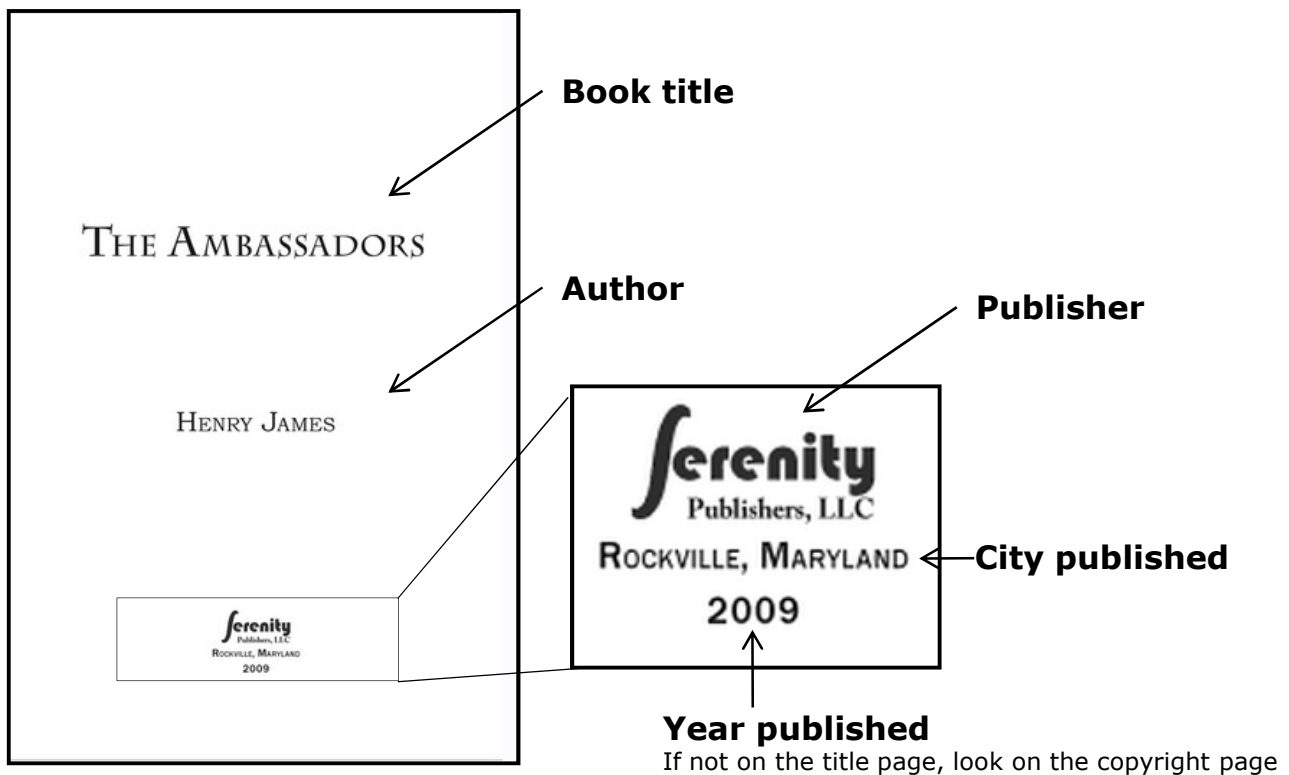 Book title
THE AMBASSADORS
Author
HENRY JAMES
Serenity
Publishers, LLC
ROCKVILLE, MARYLAND
2009
Publisher
Serenity
Publishers, LLC
ROCKVILLE, MARYLAND
City published
2009
Year published
If not on the title page, look on the copyright page